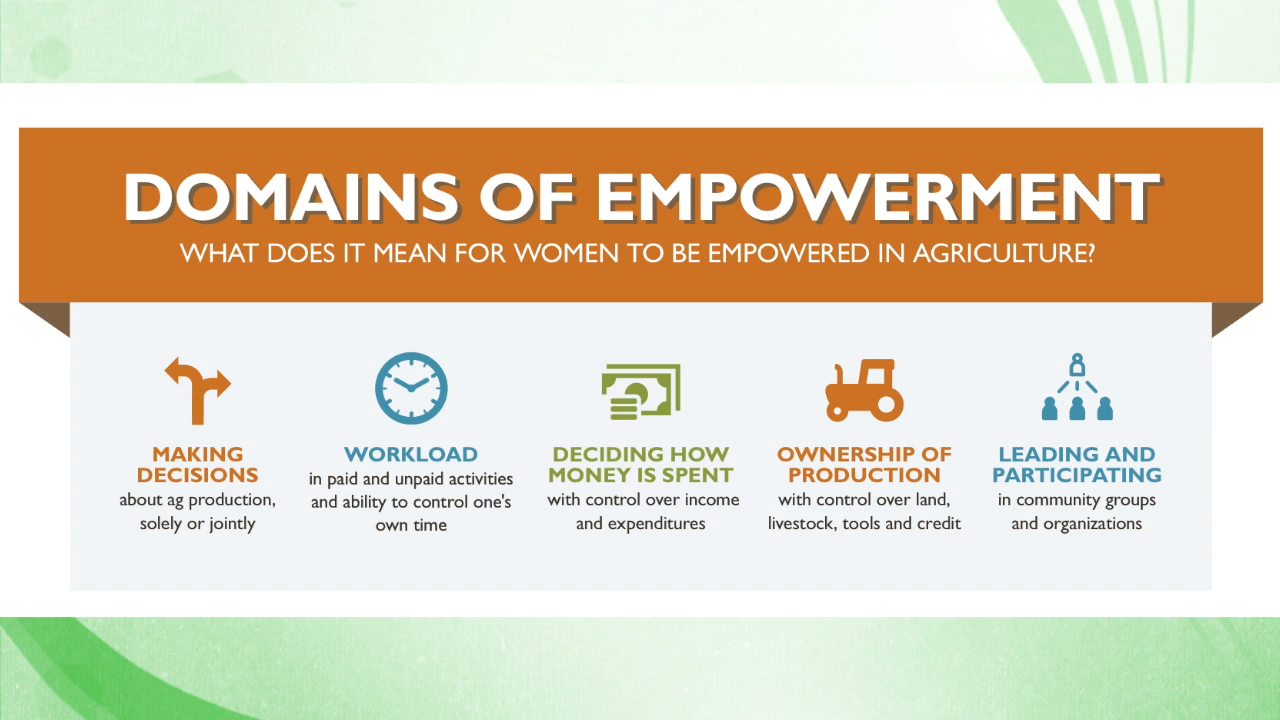 DOMAINS OF EMPOWERMENT
WHAT DOES IT MEAN FOR WOMEN TO BE EMPOWERED IN AGRICULTURE?
MAKING
DECISIONS
about ag production,
solely or jointly
WORKLOAD
in paid and unpaid activities
and ability to control one's
own time
DECIDING HOW
MONEY IS SPENT
with control over income
and expenditures
OWNERSHIP OF
PRODUCTION
with control over land,
livestock, tools and credit
LEADING AND
PARTICIPATING
in community groups
and organizations